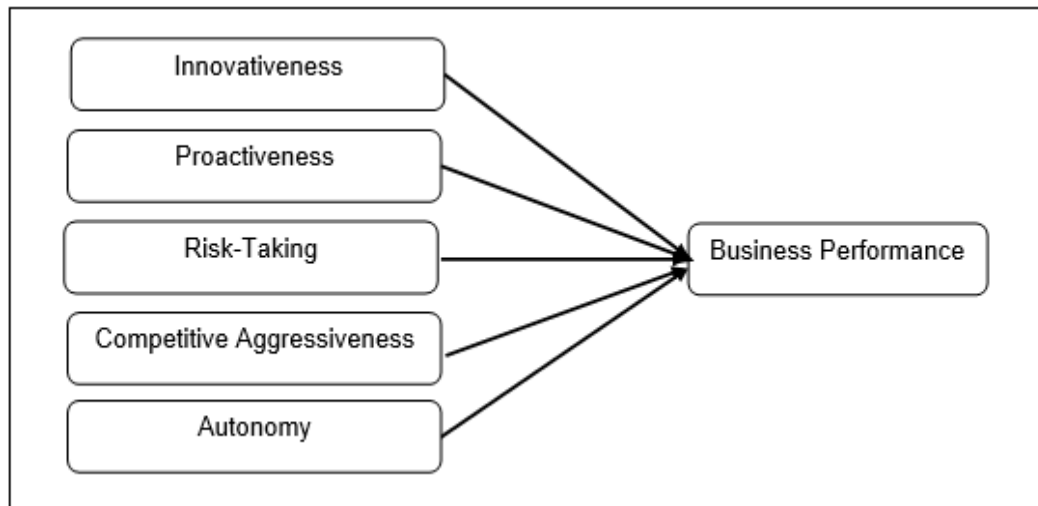 Innovativeness
Proactiveness
Risk-Taking
Competitive Aggressiveness
Autonomy
Business Performance